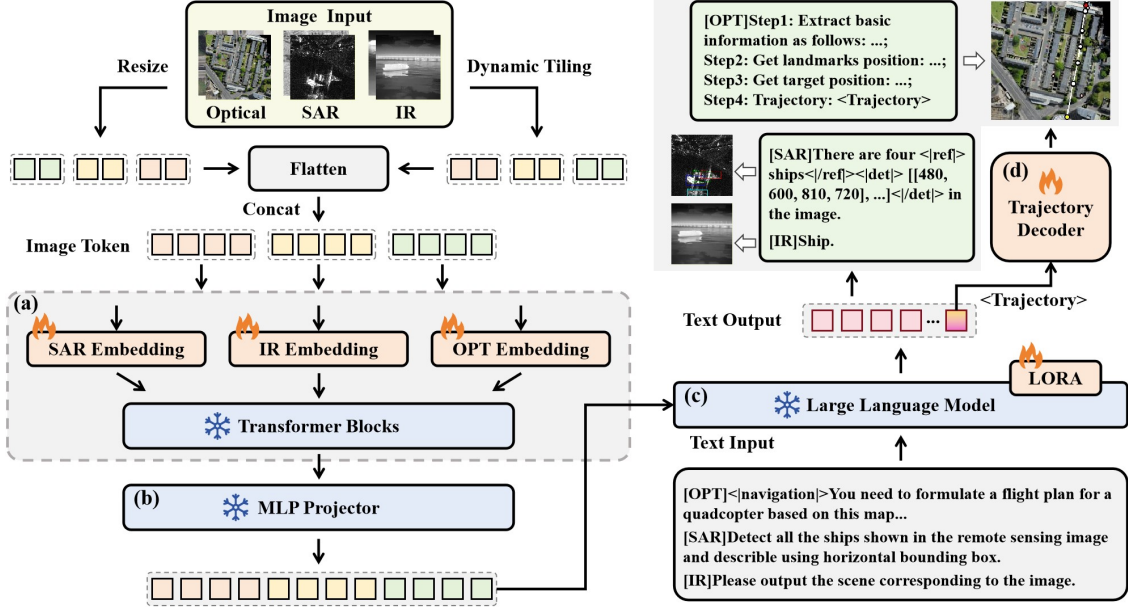 Image Input
Resize
Dynamic Tiling
Optical
SAR
IR
Flatten
Concat
Image Token
(a)
SAR Embedding
IR Embedding
OPT Embedding
Transformer Blocks
(b)
MLP Projector
[OPT]Step1: Extract basic
information as follows: ...;
Step2: Get landmarks position: ...;
Step3: Get target position: ...;
Step4: Trajectory: <Trajectory>
[SAR]There are four <|ref|>
ships<|/ref|><|det|> [[480,
600, 810, 720], ...]<|/det|> in
the image.
[IR]Ship.
(d)
Trajectory
Decoder
<Trajectory>
Text Output
...
LORA
(c)
Large Language Model
Text Input
[OPT]<|navigation|>You need to formulate a flight plan for a
quadcopter based on this map...
[SAR]Detect all the ships shown in the remote sensing image
and describle using horizontal bounding box.
[IR]Please output the scene corresponding to the image.